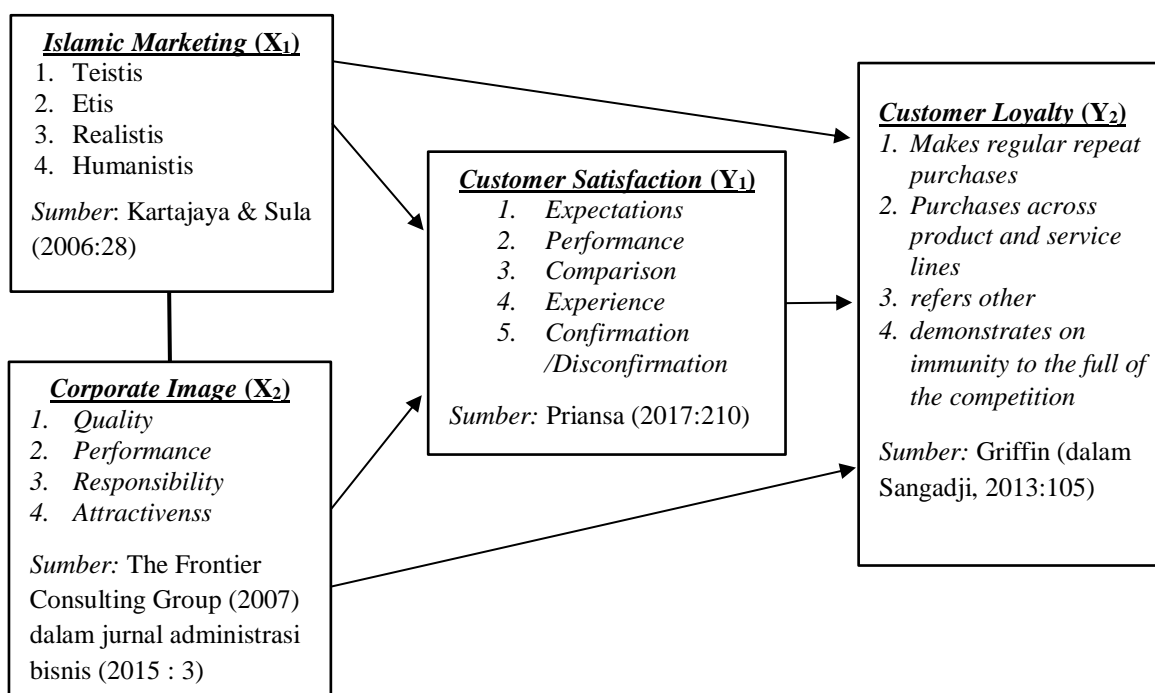 Islamic Marketing (X₁)
1. Teistis
2. Etis
3. Realistis
4. Humanistis
Sumber: Kartajaya & Sula
(2006:28)
Corporate Image (X₂)
1. Quality
2. Performance
3. Responsibility
4. Attractivenss
Sumber: The Frontier
Consulting Group (2007)
dalam jurnal administrasi
bisnis (2015 : 3)
Customer Satisfaction (Y₁)
1. Expectations
2. Performance
3. Comparison
4. Experience
5. Confirmation
/Disconfirmation
Sumber: Priansa (2017:210)
Customer Loyalty (Y₂)
1. Makes regular repeat
purchases
2. Purchases across
product and service
lines
3. refers other
4. demonstrates on
immunity to the full of
the competition
Sumber: Griffin (dalam
Sangadji, 2013:105)